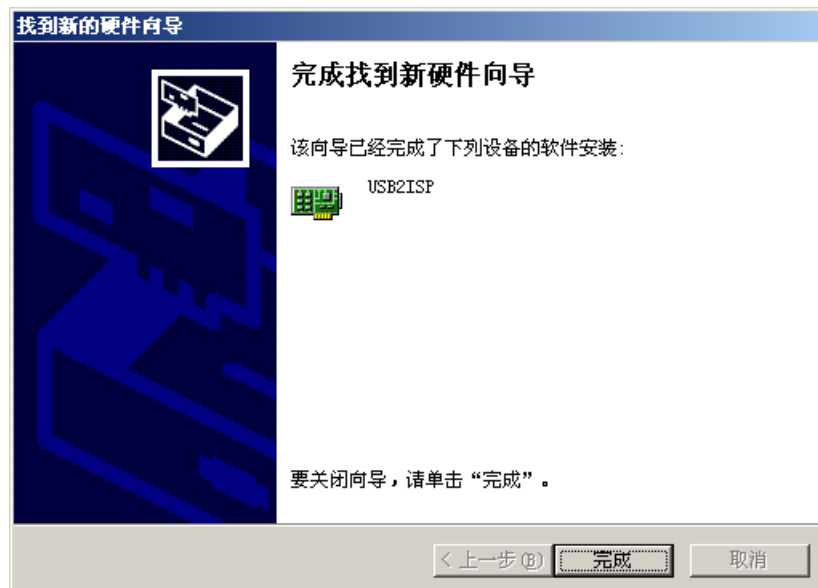 找到新的硬件向导
完成找到新硬件向导
该向导已经完成了下列设备的软件安装:
USB2ISP
要关闭向导，请单击“完成”。
< 上一步(B)
完成
取消